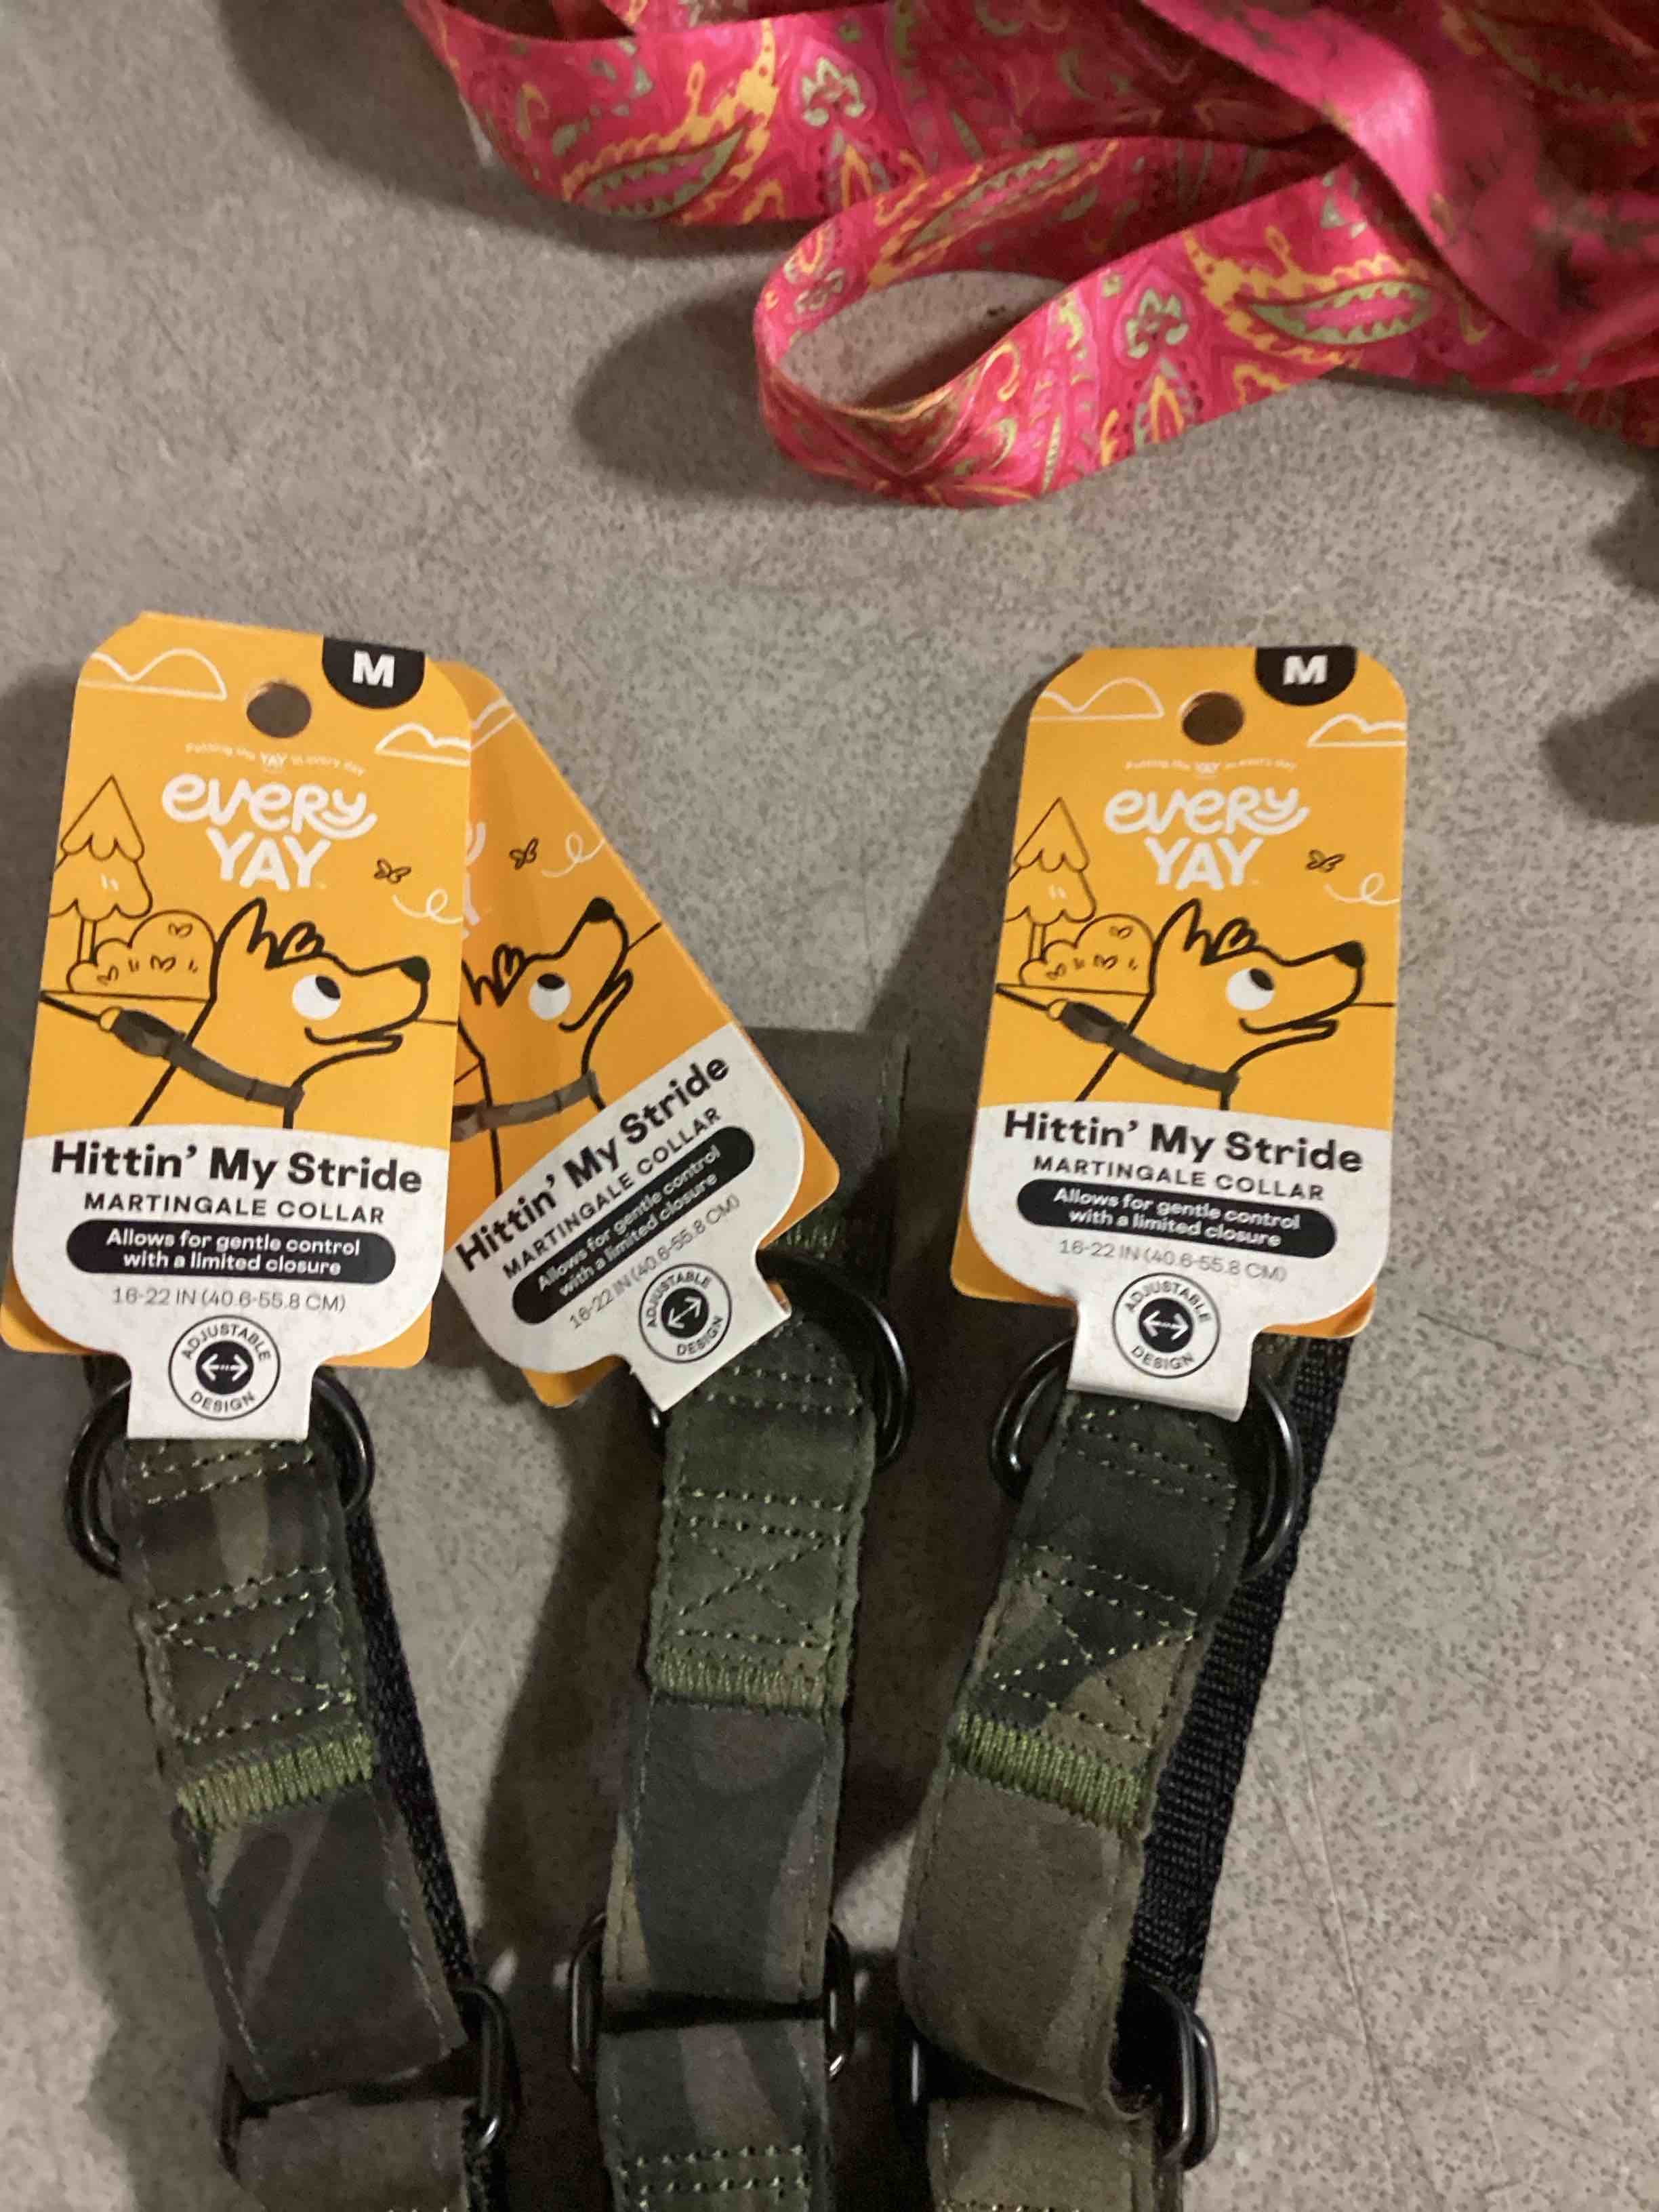 M
Putting the YAY in every day
every
YAY
Hittin' My Stride
MARTINGALE COLLAR
Allows for gentle control
with a limited closure
16-22 IN (40.6-55.8 CM)
ADJUSTABLE
DESIGN
Hittin' My Stride
MARTINGALE COLLAR
Allows for gentle control
with a limited closure
16-22 IN (40.6-55.8 CM)
ADJUSTABLE
DESIGN
M
Putting the YAY in every day
every
YAY
Hittin' My Stride
MARTINGALE COLLAR
Allows for gentle control
with a limited closure
16-22 IN (40.6-55.8 CM)
ADJUSTABLE
DESIGN